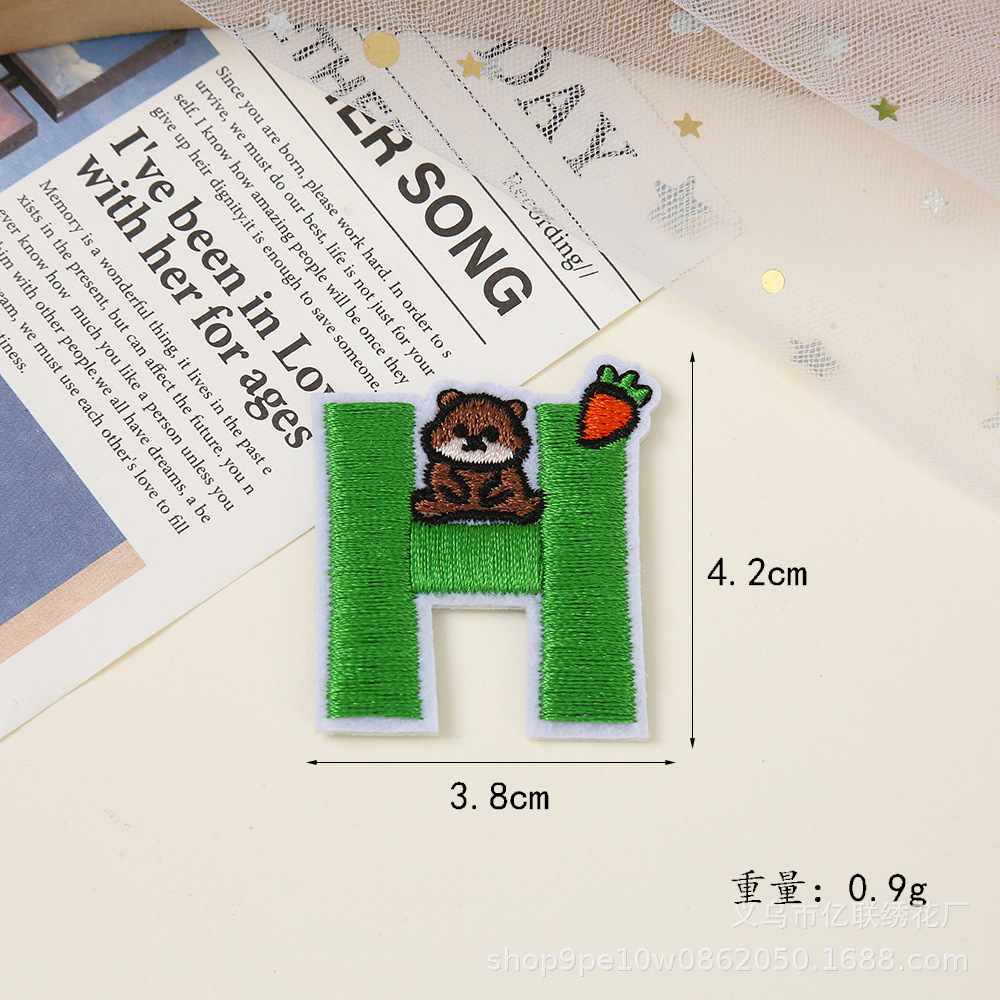 DAY
THER
Recording//
HER SONG
Since you are born, please work hard. In order to s
urvive, we must do our best, life is not just for your
self. I know how amazing people will be once they
give up heir dignity.it is enough to save someone.
I've been in Lov
with her for ages
Memory is a wonderful thing, it lives in the past e
xists in the present, but can affect the future. you n
ever know how much you like a person unless you
him with other people.we all have dreams, a be
eam, we must use each other's love to fill
tiness.
H
4.2cm
3.8cm
重量: 0.9g
义乌市亿联绣花厂
shop9pe10w0862050.1688.com